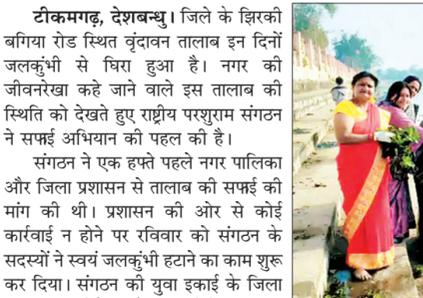 टीकमगढ़, देशबन्धु। जिले के झिरकी
बगिया रोड स्थित वृंदावन तालाब इन दिनों
जलकुंभी से घिरा हुआ है। नगर की
जीवनरेखा कहे जाने वाले इस तालाब की
स्थिति को देखते हुए राष्ट्रीय परशुराम संगठन
ने सफाई अभियान की पहल की है।
संगठन ने एक हफ्ते पहले नगर पालिका
और जिला प्रशासन से तालाब की सफाई की
मांग की थी। प्रशासन की ओर से कोई
कार्रवाई न होने पर रविवार को संगठन के
सदस्यों ने स्वयं जलकुंभी हटाने का काम शुरू
कर दिया। संगठन की युवा इकाई के जिला